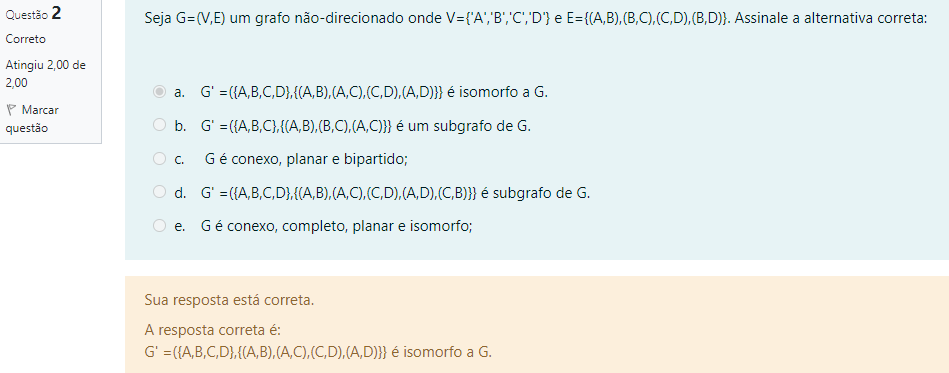 Questão 2
Correto
Atingiu 2,00 de
2,00
Marcar
questão
Seja G=(V,E) um grafo não-direcionado onde V={'A','B','C','D'} e E={(A,B),(B,C),(C,D),(B,D)}. Assinale a alternativa correta:
a. G' =({A,B,C,D},{(A,B),(A,C),(C,D),(A,D)}} é isomorfo a G.
b. G' =({A,B,C},{(A,B),(B,C),(A,C)}} é um subgrafo de G.
c. G é conexo, planar e bipartido;
d. G' =({A,B,C,D},{(A,B),(A,C),(C,D),(A,D),(C,B)}} é subgrafo de G.
e. G é conexo, completo, planar e isomorfo;
Sua resposta está correta.
A resposta correta é:
G' =({A,B,C,D},{(A,B),(A,C),(C,D),(A,D)}} é isomorfo a G.